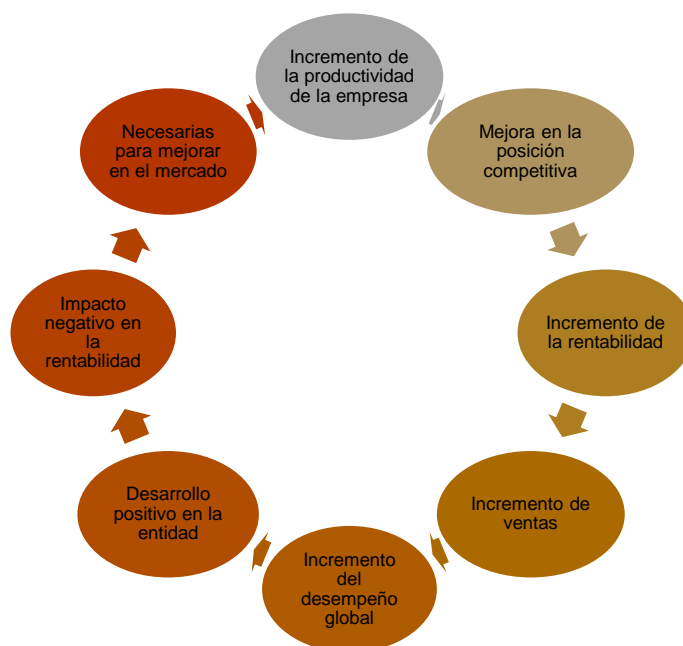 Incremento de
la productividad
de la empresa
Mejora en la
posición
competitiva
Incremento de
la rentabilidad
Incremento de
ventas
Incremento
del
desempeño
global
Desarrollo
positivo en la
entidad
Impacto
negativo en
la
rentabilidad
Necesarias
para mejorar
en el mercado